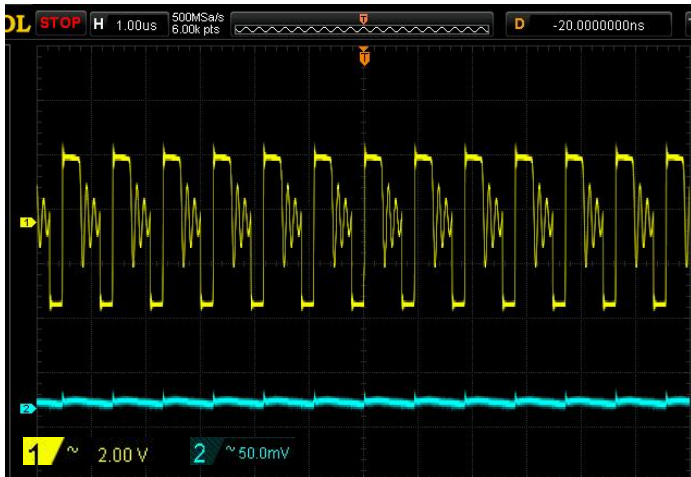 OL STOP H 1.00us 500MSa/s 6.00k pts T D -20.0000000ns
T
1
2
1 ~ 2.00 V 2 ~ 50.0mV